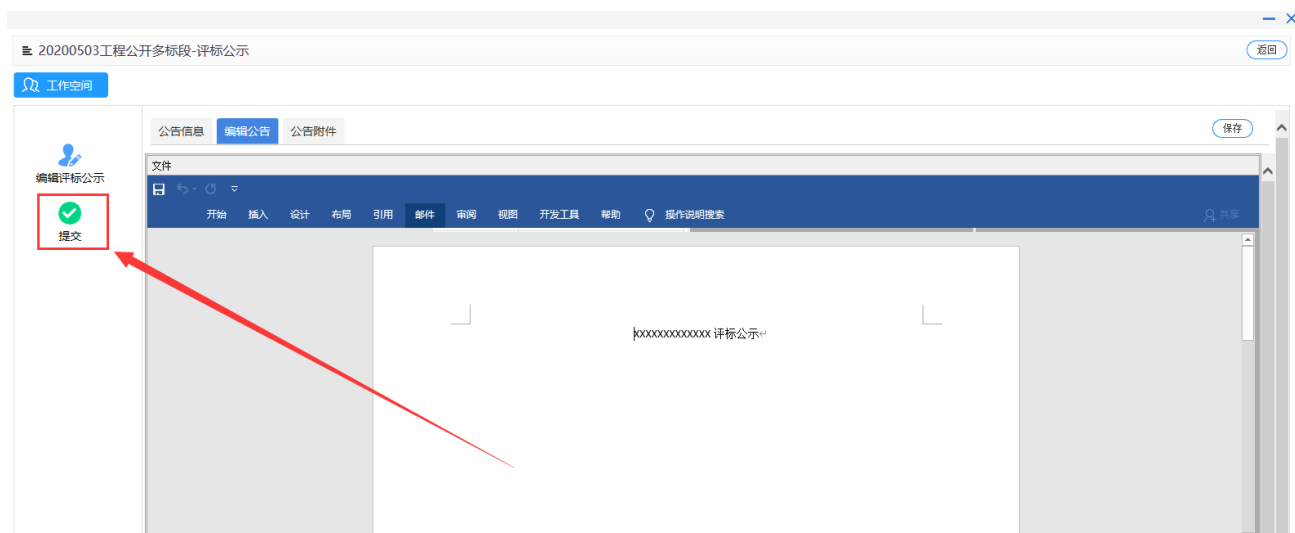 20200503工程公开多标段-评标公示
返回
工作空间
公告信息 编辑公告 公告附件 保存
编辑评标公示
提交
文件
开始 插入 设计 布局 引用 邮件 审阅 视图 开发工具 帮助 操作说明搜索 共享
xxxxxxxxxxxxx 评标公示